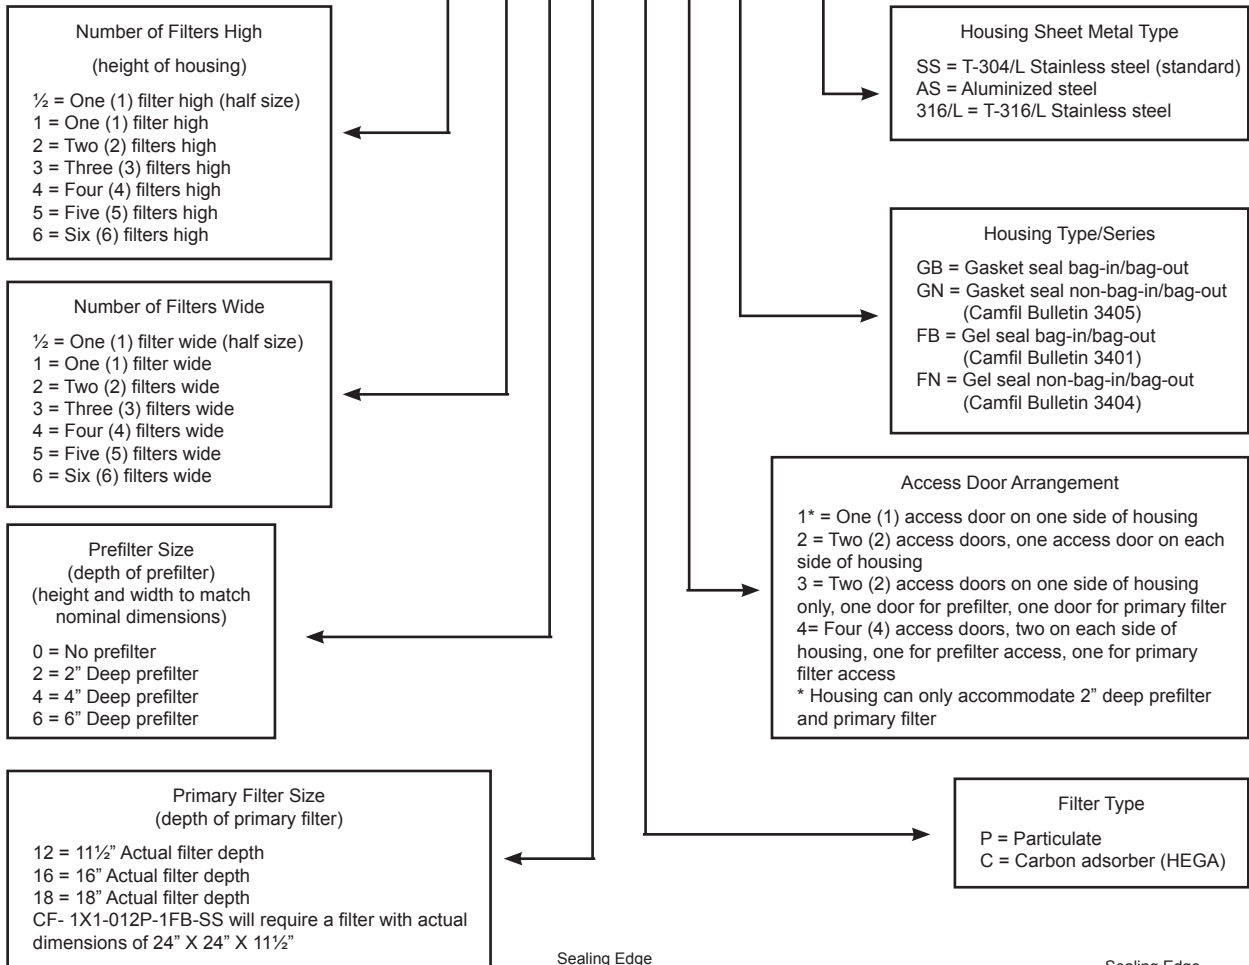 Number of Filters High
(height of housing)
½ = One (1) filter high (half size)
1 = One (1) filter high
2 = Two (2) filters high
3 = Three (3) filters high
4 = Four (4) filters high
5 = Five (5) filters high
6 = Six (6) filters high
Number of Filters Wide
½ = One (1) filter wide (half size)
1 = One (1) filter wide
2 = Two (2) filters wide
3 = Three (3) filters wide
4 = Four (4) filters wide
5 = Five (5) filters wide
6 = Six (6) filters wide
Prefilter Size
(depth of prefilter)
(height and width to match
nominal dimensions)
0 = No prefilter
2 = 2” Deep prefilter
4 = 4” Deep prefilter
6 = 6” Deep prefilter
Primary Filter Size
(depth of primary filter)
12 = 11½” Actual filter depth
16 = 16” Actual filter depth
18 = 18” Actual filter depth
CF- 1X1-012P-1FB-SS will require a filter with actual
dimensions of 24” X 24” X 11½”
Housing Sheet Metal Type
SS = T-304/L Stainless steel (standard)
AS = Aluminized steel
316/L = T-316/L Stainless steel
Housing Type/Series
GB = Gasket seal bag-in/bag-out
GN = Gasket seal non-bag-in/bag-out
(Camfil Bulletin 3405)
FB = Gel seal bag-in/bag-out
(Camfil Bulletin 3401)
FN = Gel seal non-bag-in/bag-out
(Camfil Bulletin 3404)
Access Door Arrangement
1* = One (1) access door on one side of housing
2 = Two (2) access doors, one access door on each
side of housing
3 = Two (2) access doors on one side of housing
only, one door for prefilter, one door for primary filter
4= Four (4) access doors, two on each side of
housing, one for prefilter access, one for primary
filter access
* Housing can only accommodate 2” deep prefilter
and primary filter
Filter Type
P = Particulate
C = Carbon adsorber (HEGA)
Sealing Edge
Sealing Edge